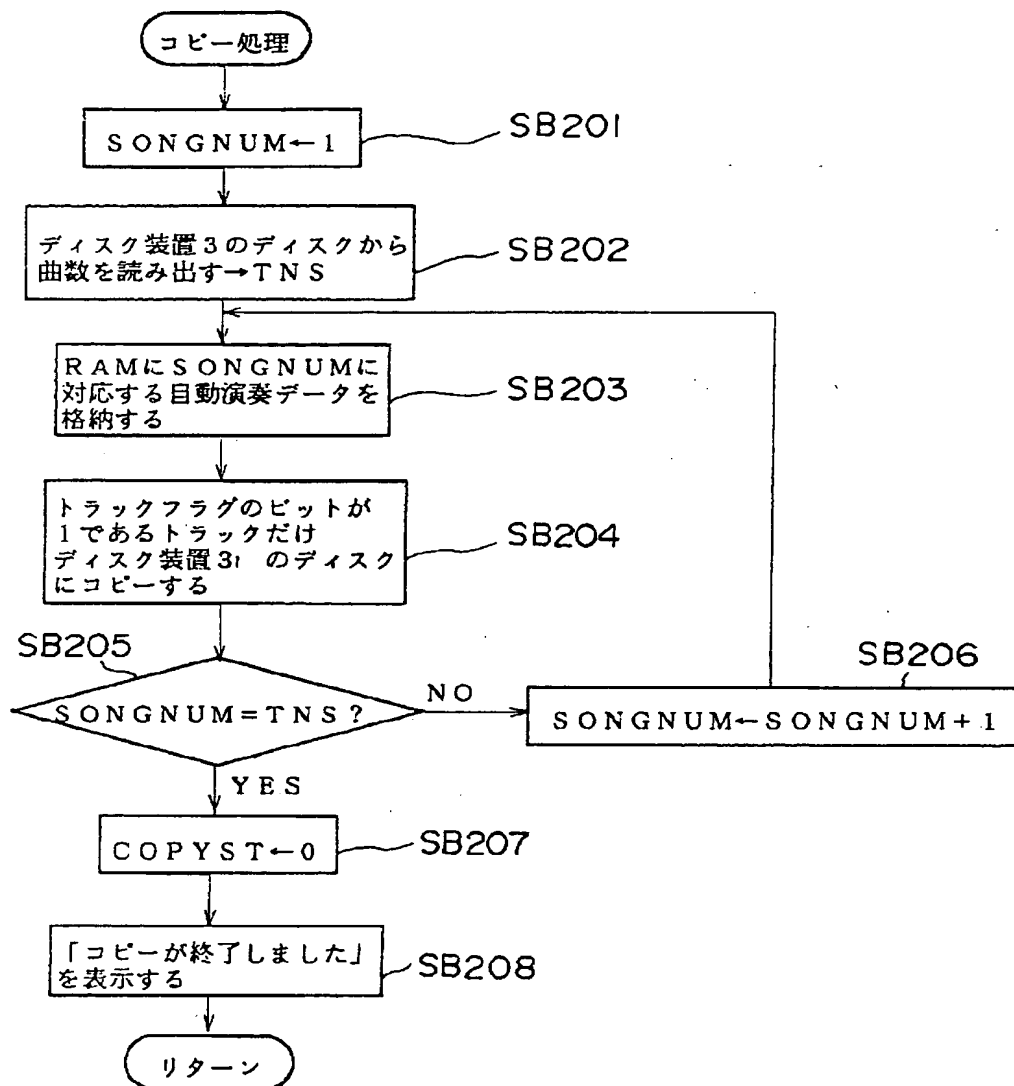 コピー処理
SONGNUM←1
SB201
ディスク装置3のディスクから
曲数を読み出す→TNS
SB202
RAMにSONGNUMに
対応する自動演奏データを
格納する
SB203
トラックフラグのビットが
1であるトラックだけ
ディスク装置31 のディスク
にコピーする
SB204
SB205
SONGNUM=TNS?
NO
SB206
SONGNUM←SONGNUM+1
YES
COPYST←0
SB207
「コピーが終了しました」
を表示する
SB208
リターン